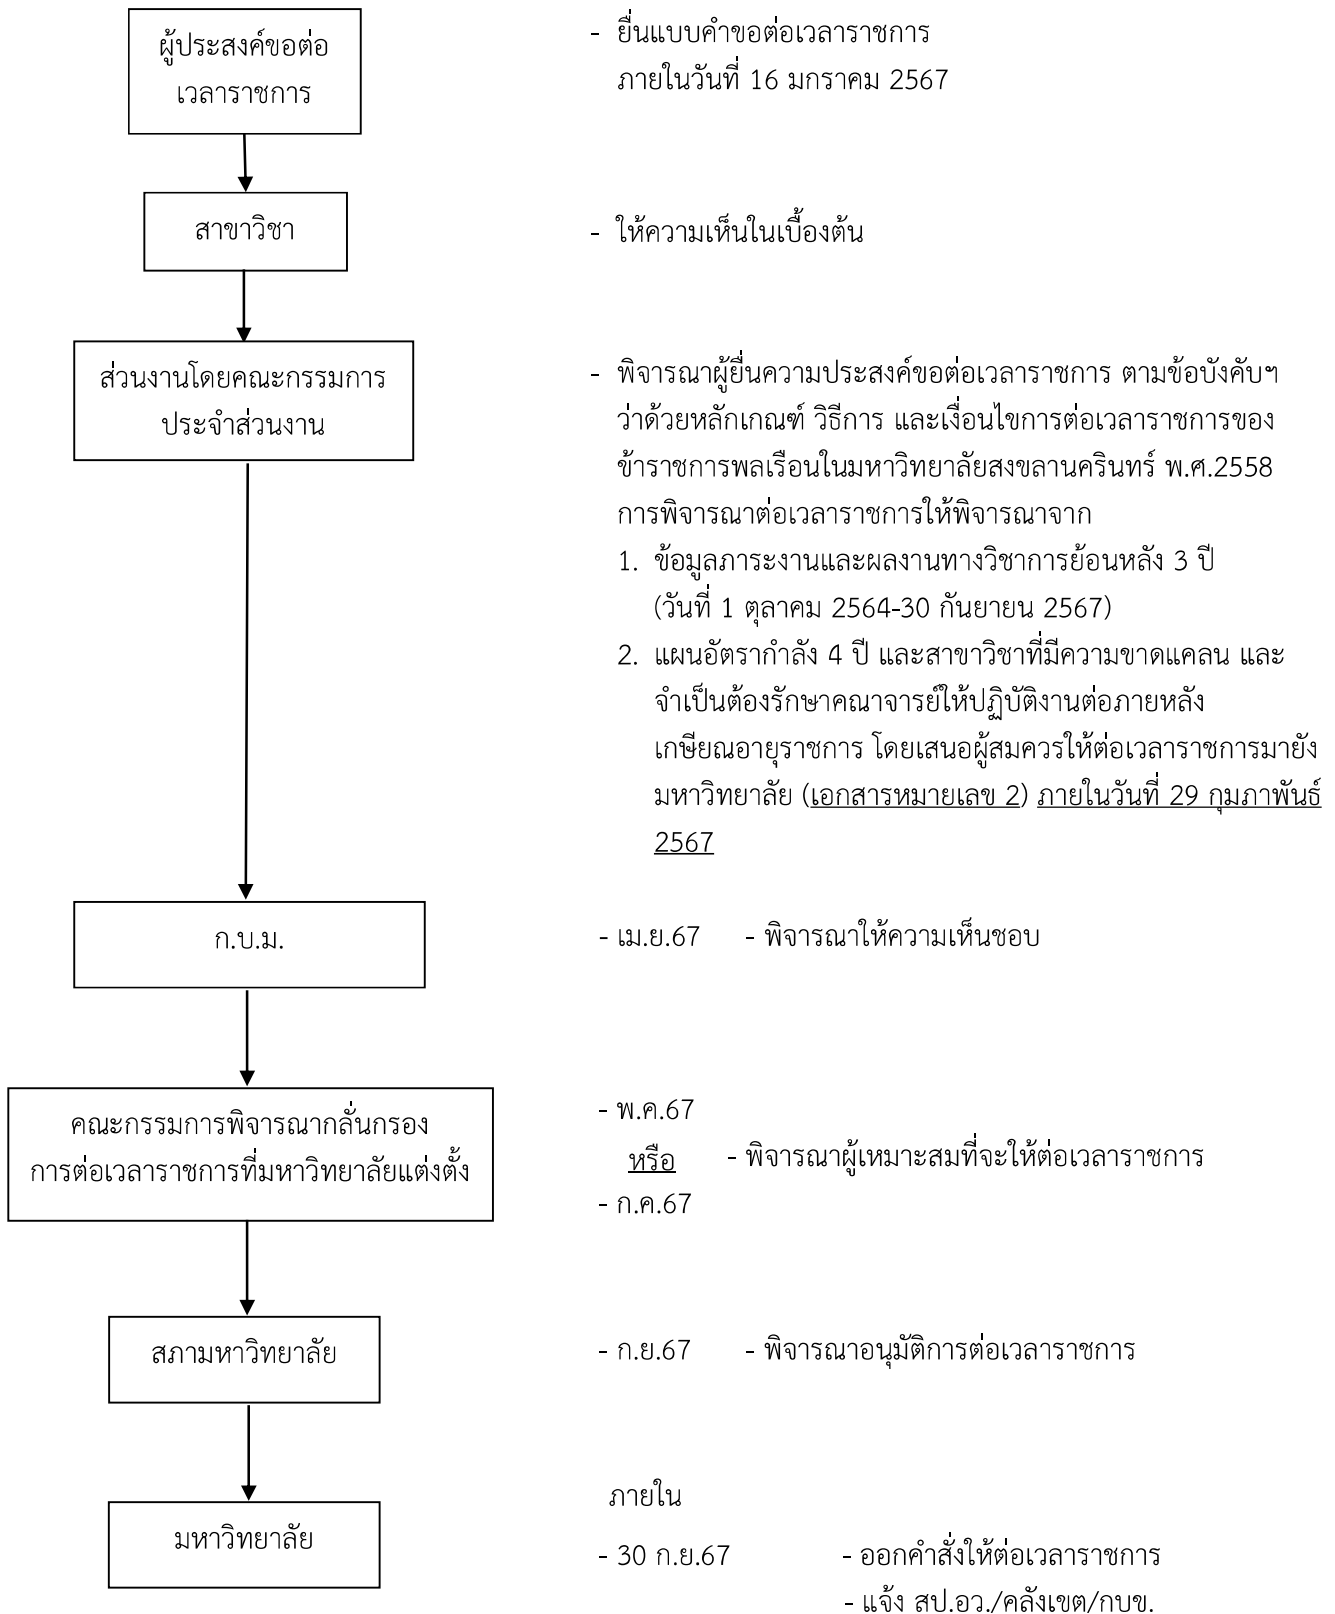 ผู้ประสงค์ขอต่อ
เวลาราชการ
- ยื่นแบบคำขอต่อเวลาราชการ
ภายในวันที่ 16 มกราคม 2567
สาขาวิชา
- ให้ความเห็นในเบื้องต้น
ส่วนงานโดยคณะกรรมการ
ประจำส่วนงาน
- พิจารณาผู้ยื่นความประสงค์ขอต่อเวลาราชการ ตามข้อบังคับฯ
ว่าด้วยหลักเกณฑ์ วิธีการ และเงื่อนไขการต่อเวลาราชการของ
ข้าราชการพลเรือนในมหาวิทยาลัยสงขลานครินทร์ พ.ศ.2558
การพิจารณาต่อเวลาราชการให้พิจารณาจาก
1. ข้อมูลภาระงานและผลงานทางวิชาการย้อนหลัง 3 ปี
(วันที่ 1 ตุลาคม 2564-30 กันยายน 2567)
2. แผนอัตรากำลัง 4 ปี และสาขาวิชาที่มีความขาดแคลน และ
จำเป็นต้องรักษาคณาจารย์ให้ปฏิบัติงานต่อภายหลัง
เกษียณอายุราชการ โดยเสนอผู้สมควรให้ต่อเวลาราชการมายัง
มหาวิทยาลัย (เอกสารหมายเลข 2) ภายในวันที่ 29 กุมภาพันธ์
2567
ก.บ.ม.
- เม.ย.67 - พิจารณาให้ความเห็นชอบ
คณะกรรมการพิจารณากลั่นกรอง
การต่อเวลาราชการที่มหาวิทยาลัยแต่งตั้ง
- พ.ค.67
หรือ - พิจารณาผู้เหมาะสมที่จะให้ต่อเวลาราชการ
- ก.ค.67
สภามหาวิทยาลัย
- ก.ย.67 - พิจารณาอนุมัติการต่อเวลาราชการ
มหาวิทยาลัย
ภายใน
- 30 ก.ย.67 - ออกคำสั่งให้ต่อเวลาราชการ
- แจ้ง สป.อว./คลังเขต/กบข.